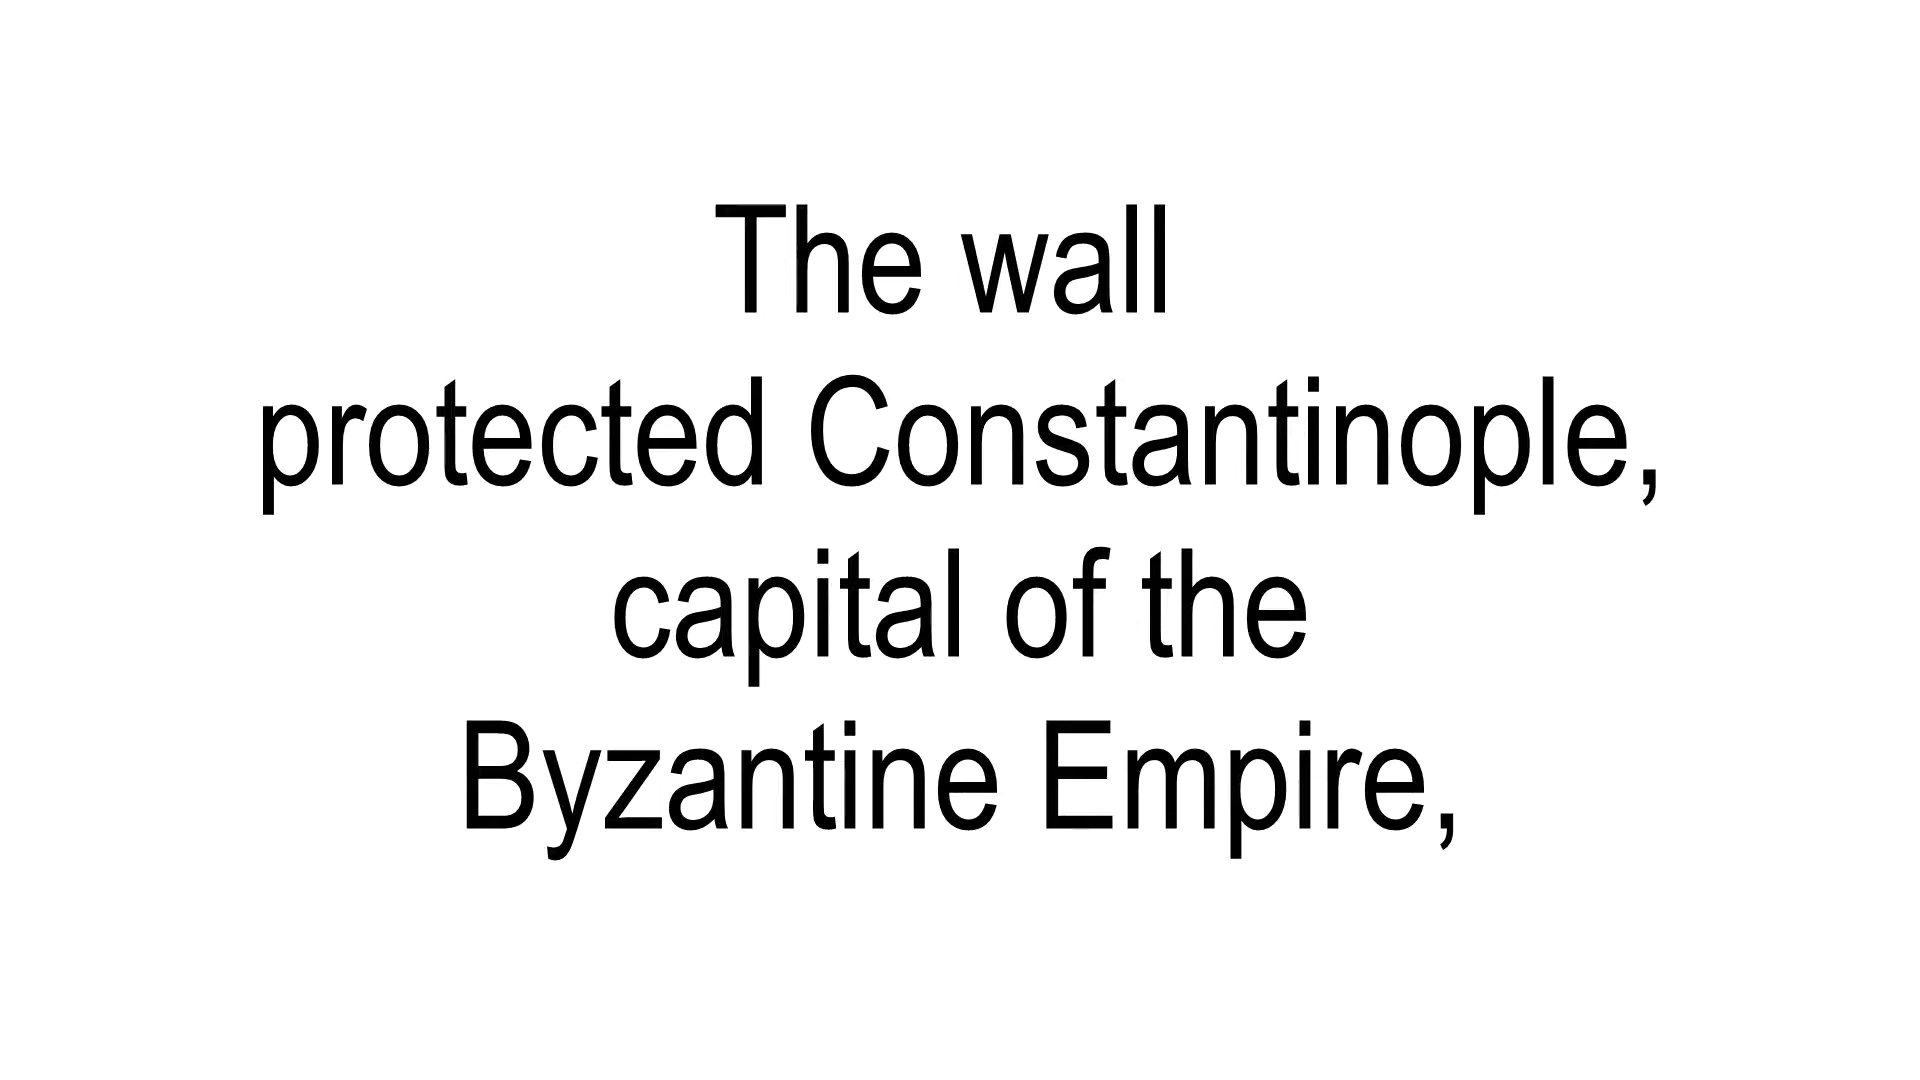 The wall
protected Constantinople,
capital of the
Byzantine Empire,